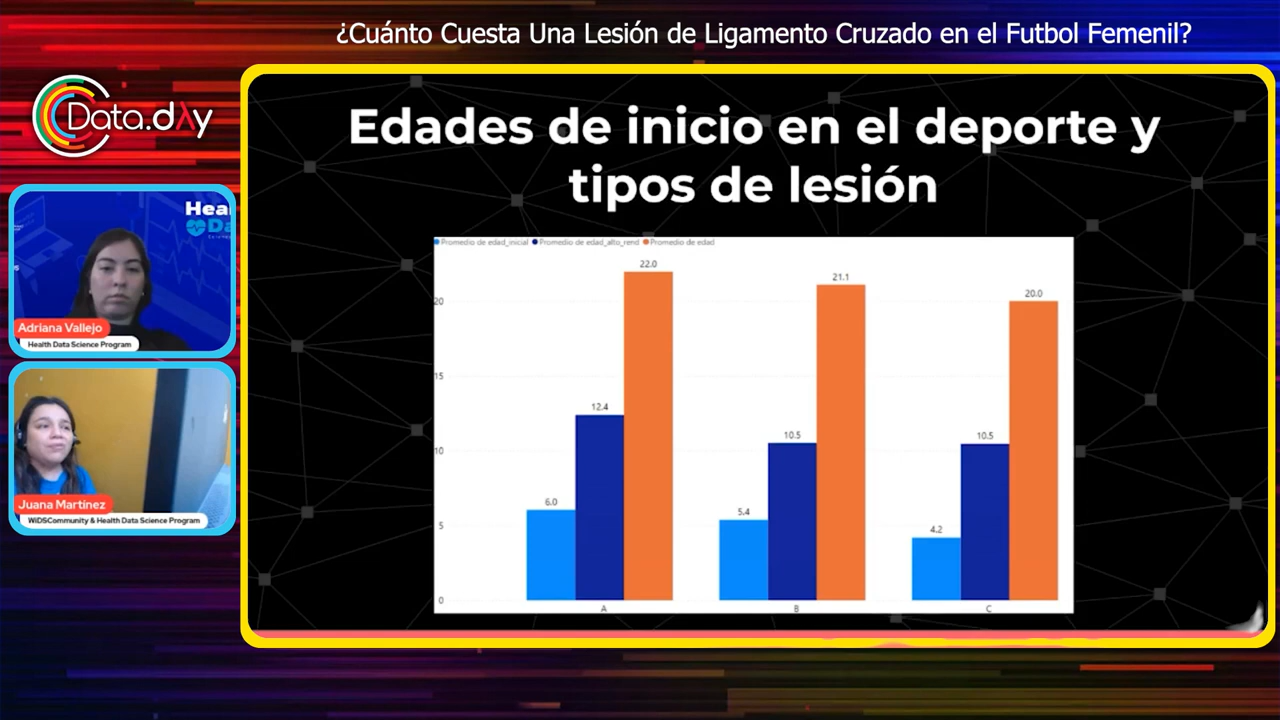 ¿Cuánto Cuesta Una Lesión de Ligamento Cruzado en el Futbol Femenil?
Data.day
Edades de inicio en el deporte y
tipos de lesión
Hea
Da
Adriana Vallejo
Health Data Science Program
Juana Martínez
WiDSCommunity & Health Data Science Program
Promedio de edad_inicial Promedio de edad_alto_rend Promedio de edad
22.0
21.1
20.0
20
15
12.4
10.5
10.5
10
6.0
5.4
4.2
5
0
A B C